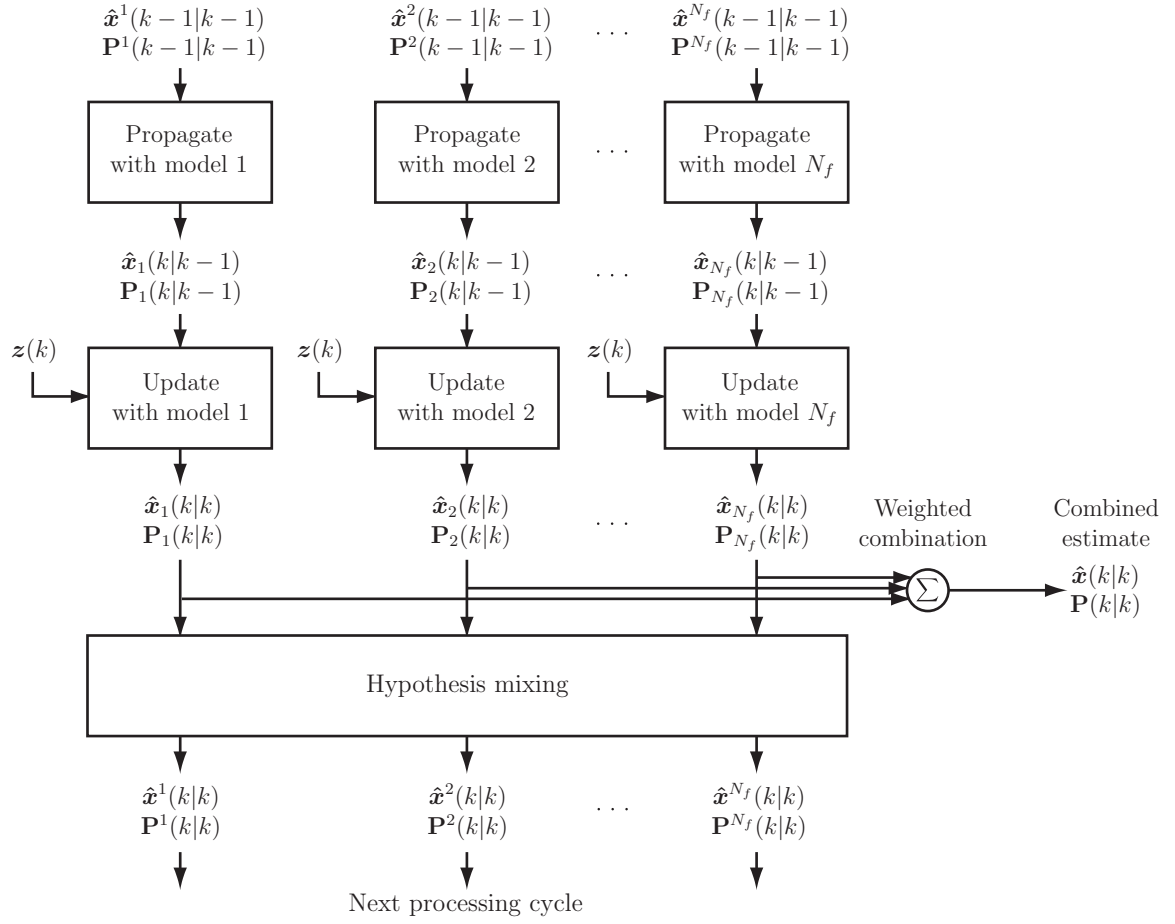 x̂¹(k−1|k−1) x̂²(k−1|k−1) · · · x̂^{N_f}(k−1|k−1)
P¹(k−1|k−1) P²(k−1|k−1) P^{N_f}(k−1|k−1)
Propagate with model 1
Propagate with model 2
· · ·
Propagate with model N_f
x̂₁(k|k − 1) x̂₂(k|k − 1) · · · x̂_{N_f}(k|k − 1)
P₁(k|k − 1) P₂(k|k − 1) P_{N_f}(k|k − 1)
z(k) z(k) z(k)
Update with model 1
Update with model 2
Update with model N_f
x̂₁(k|k) x̂₂(k|k) · · · x̂_{N_f}(k|k)
P₁(k|k) P₂(k|k) P_{N_f}(k|k)
Weighted
combination
Combined
estimate
Σ
x̂(k|k)
P(k|k)
Hypothesis mixing
x̂¹(k|k) x̂²(k|k) · · · x̂^{N_f}(k|k)
P¹(k|k) P²(k|k) P^{N_f}(k|k)
Next processing cycle